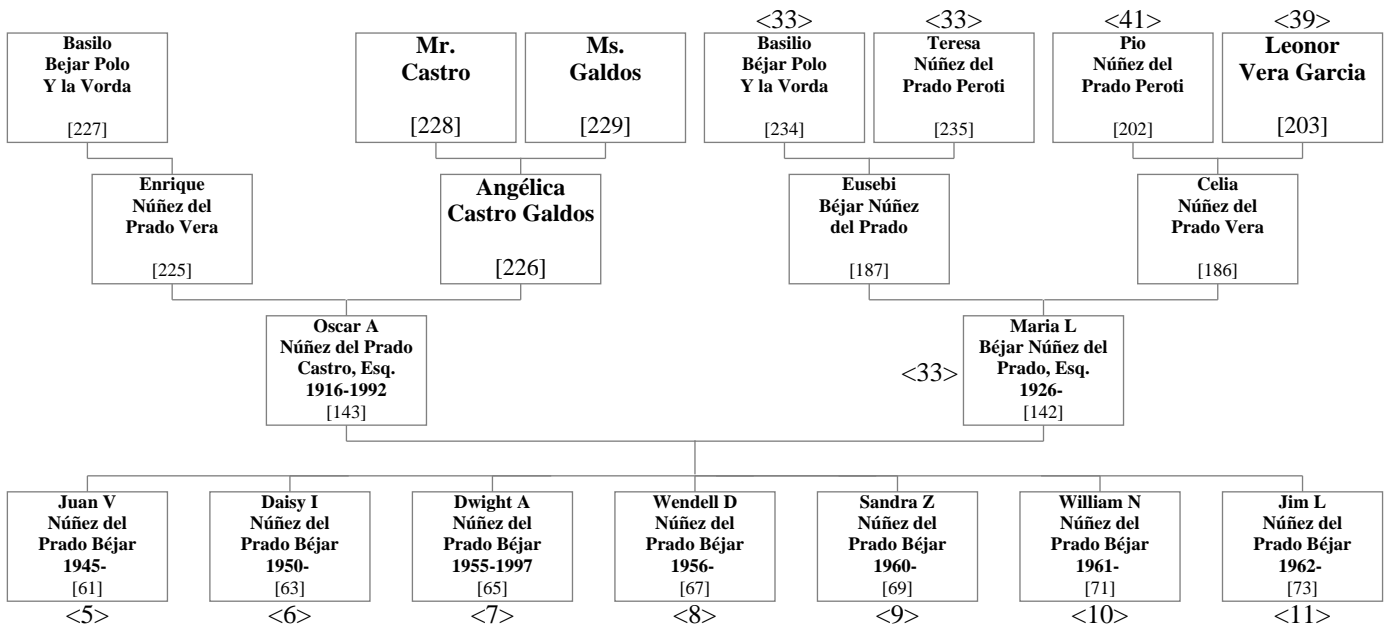 <33>
<33>
<41>
<39>
Basilo
Bejar Polo
Y la Vorda
[227]
Mr.
Castro
[228]
Ms.
Galdos
[229]
Basilio
Béjar Polo
Y la Vorda
[234]
Teresa
Núñez del
Prado Peroti
[235]
Pio
Núñez del
Prado Peroti
[202]
Leonor
Vera Garcia
[203]
Enrique
Núñez del
Prado Vera
[225]
Angélica
Castro Galdos
[226]
Eusebi
Béjar Núñez
del Prado
[187]
Celia
Núñez del
Prado Vera
[186]
Oscar A
Núñez del Prado
Castro, Esq.
1916-1992
[143]
<33>
Maria L
Béjar Núñez del
Prado, Esq.
1926-
[142]
Juan V
Núñez del
Prado Béjar
1945-
[61]
<5>
Daisy I
Núñez del
Prado Béjar
1950-
[63]
<6>
Dwight A
Núñez del
Prado Béjar
1955-1997
[65]
<7>
Wendell D
Núñez del
Prado Béjar
1956-
[67]
<8>
Sandra Z
Núñez del
Prado Béjar
1960-
[69]
<9>
William N
Núñez del
Prado Béjar
1961-
[71]
<10>
Jim L
Núñez del
Prado Béjar
1962-
[73]
<11>